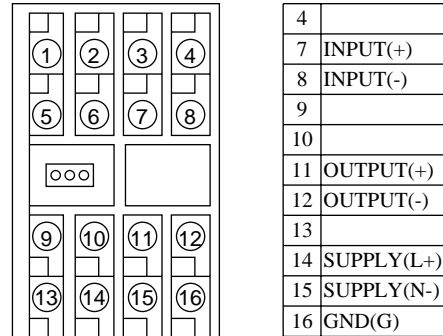 1 2 3 4
5 6 7 8
9 10 11 12
13 14 15 16
4
7 INPUT(+)
8 INPUT(-)
9
10
11 OUTPUT(+)
12 OUTPUT(-)
13
14 SUPPLY(L+)
15 SUPPLY(N-)
16 GND(G)